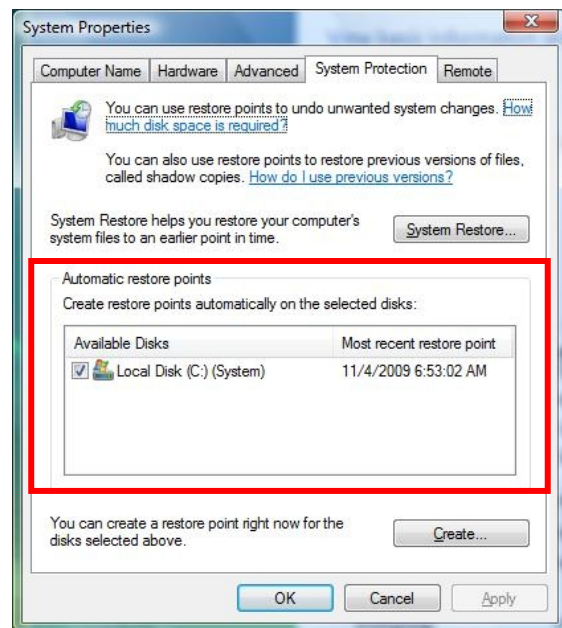 System Properties
Computer Name Hardware Advanced System Protection Remote
You can use restore points to undo unwanted system changes. How
much disk space is required?
You can also use restore points to restore previous versions of files,
called shadow copies. How do I use previous versions?
System Restore helps you restore your computer's
system files to an earlier point in time.
System Restore...
Automatic restore points
Create restore points automatically on the selected disks:
Available Disks Most recent restore point
Local Disk (C:) (System) 11/4/2009 6:53:02 AM
You can create a restore point right now for the
disks selected above.
Create...
OK Cancel Apply